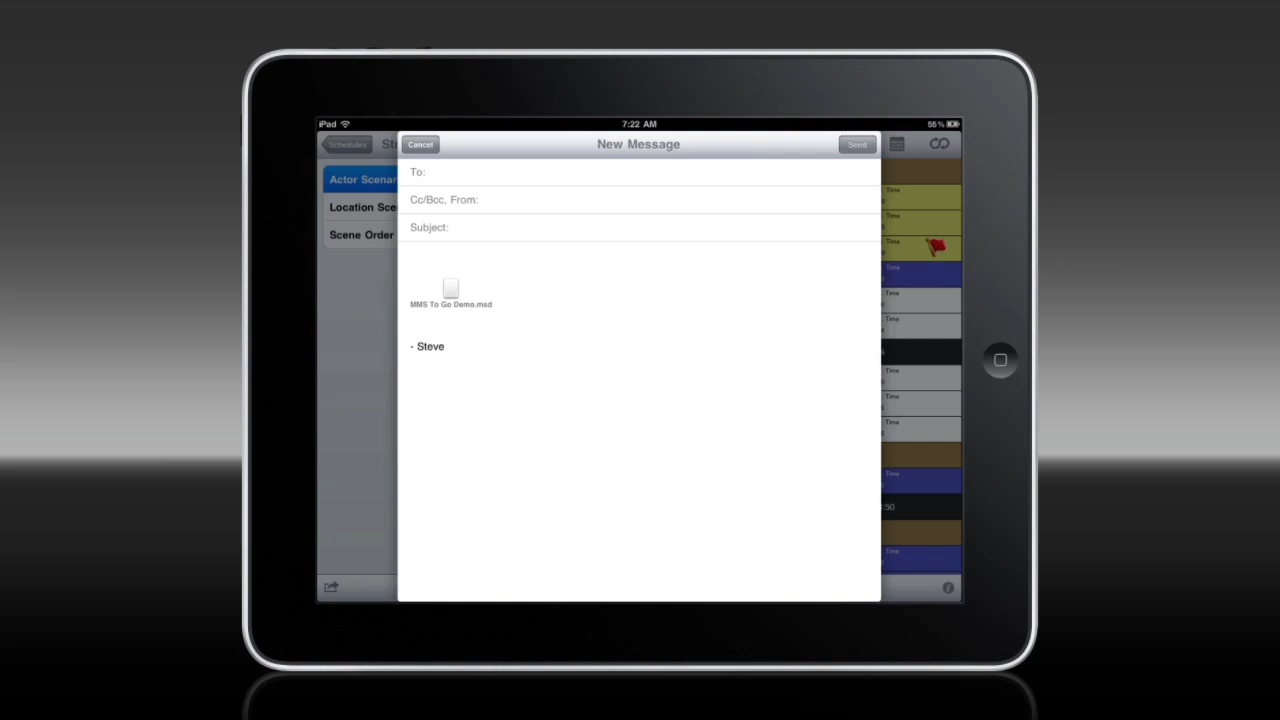 iPad
7:22 AM
55%
Schedules
Cancel
New Message
Send
Actor Scenar
Location Sce
Scene Order
To:
Cc/Bcc, From:
Subject:
MMS To Go Demo.msd
- Steve
Time
Time
Time
Time
Time
Time
Time
Time
Time
Time
:50
Time